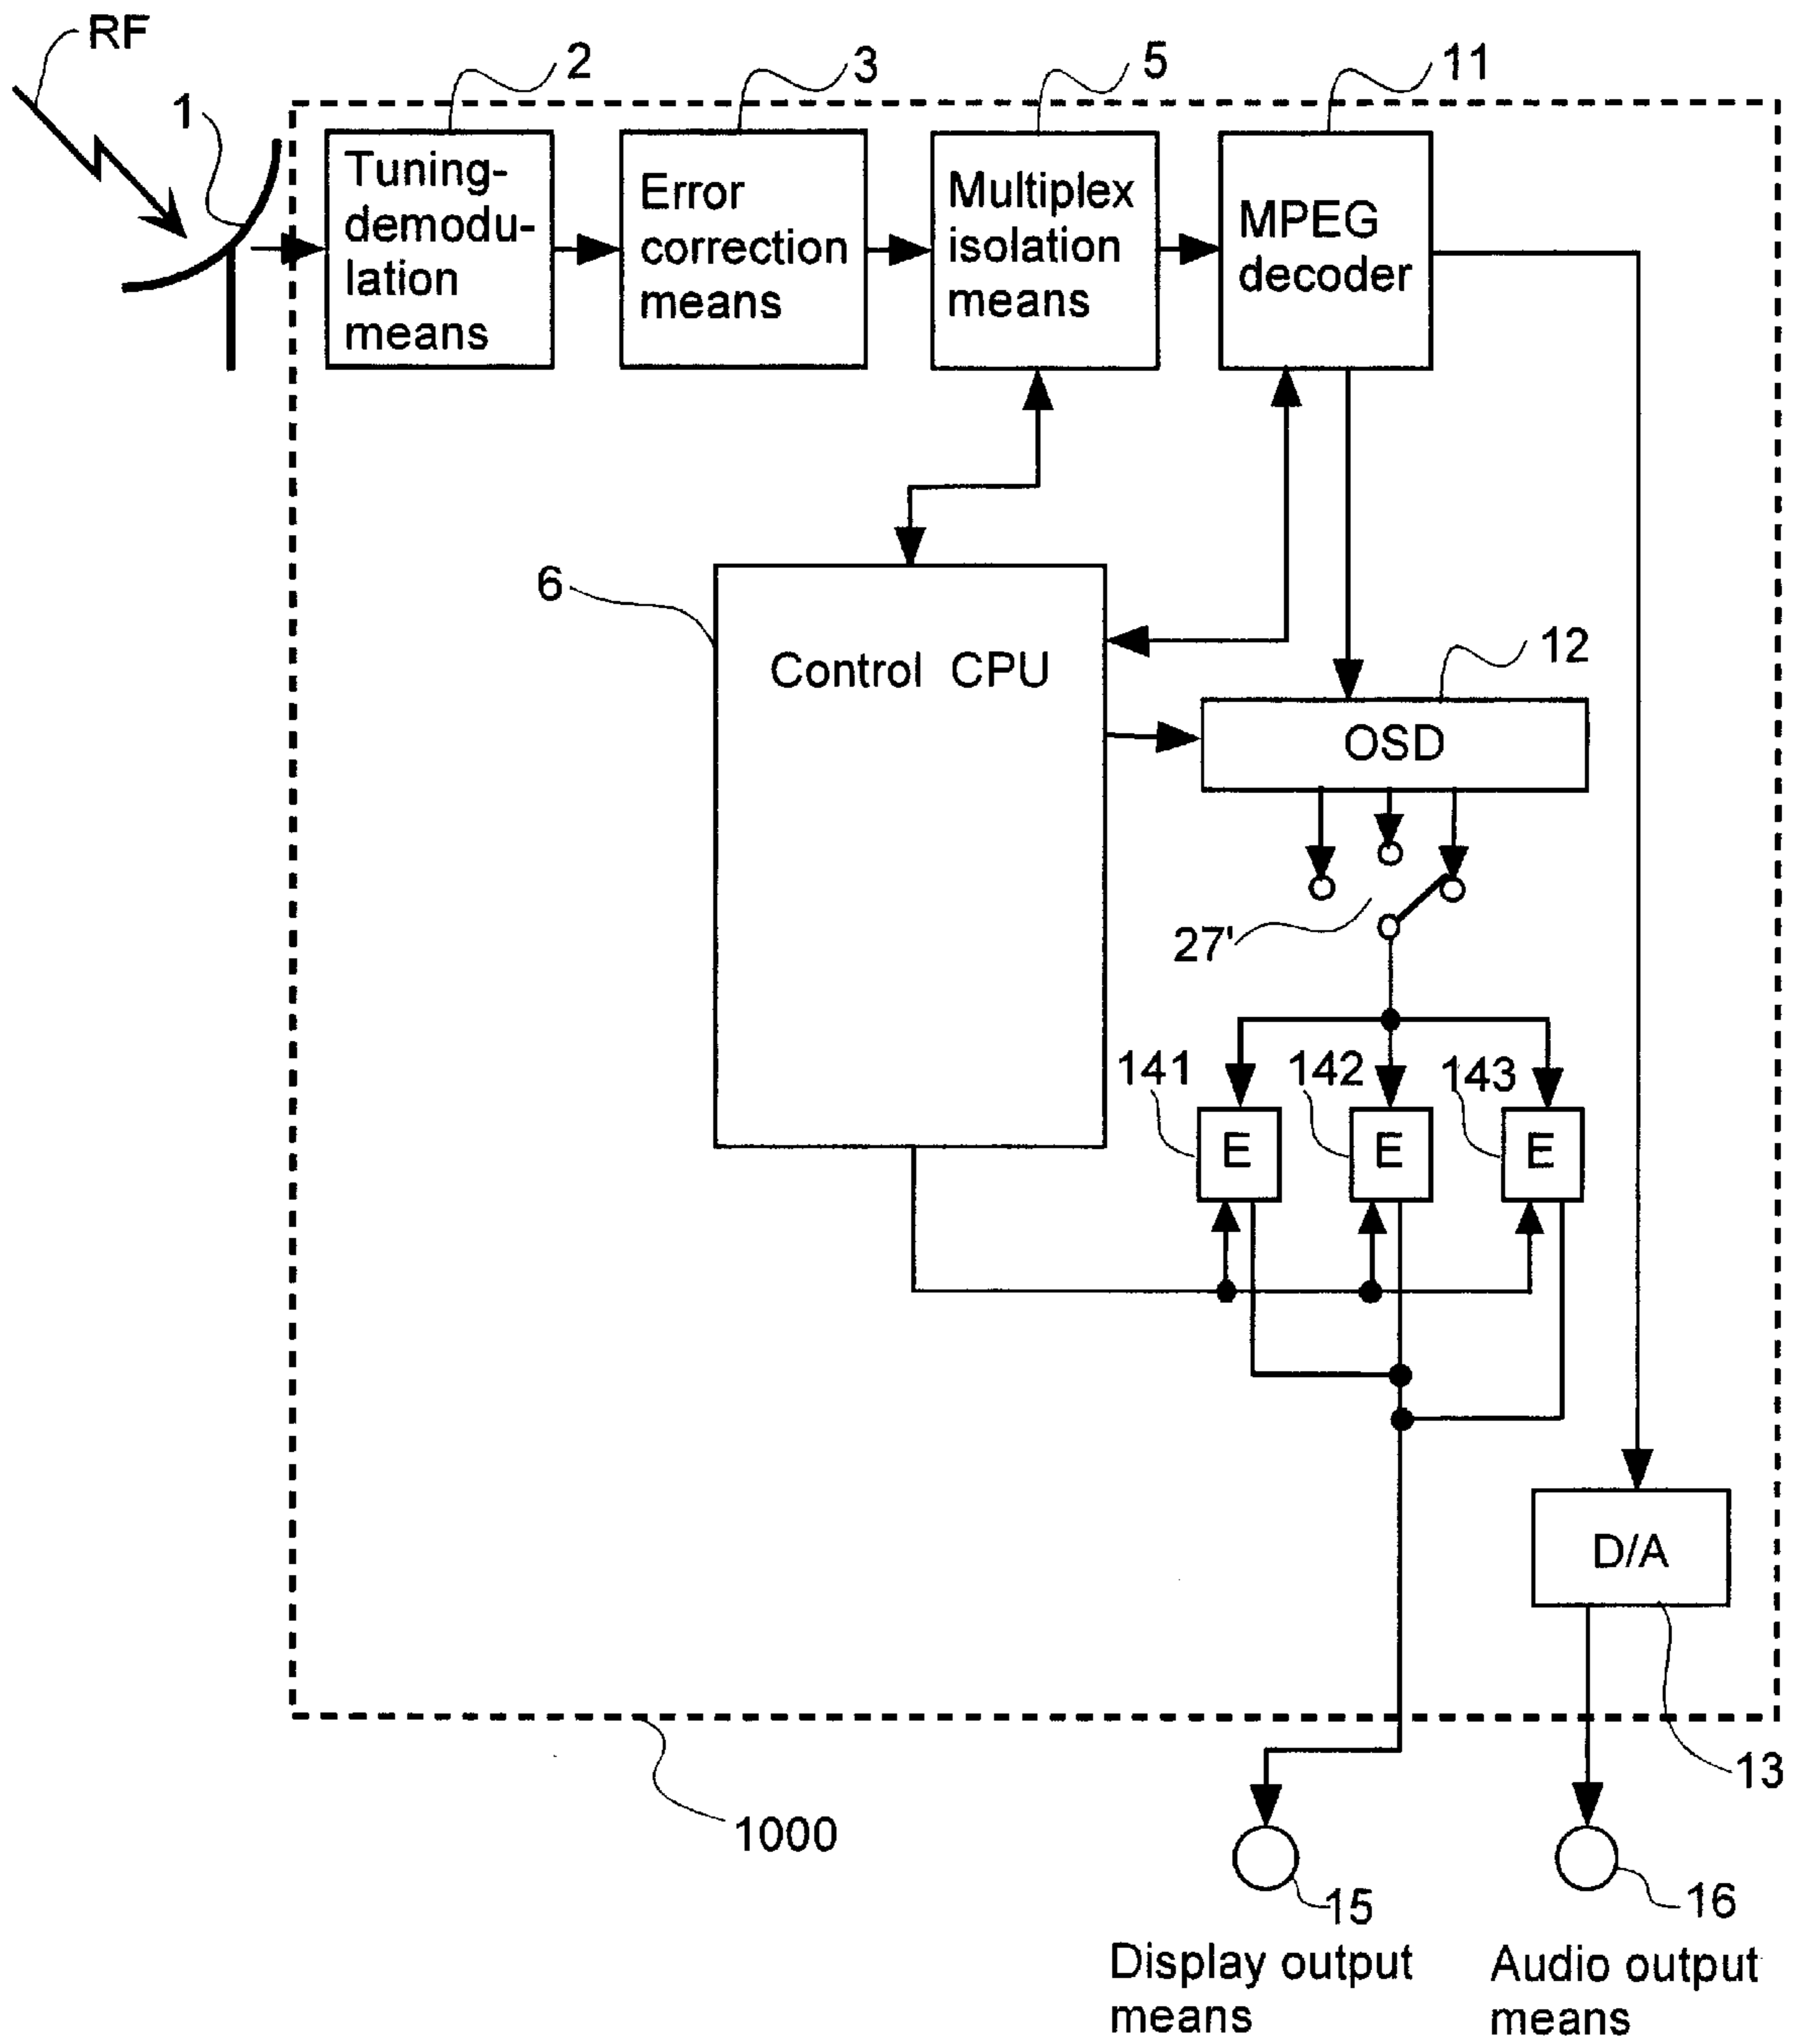 RF
1
2
3
5
11
Tuning-
demodu-
lation
means
Error
correction
means
Multiplex
isolation
means
MPEG
decoder
6
Control CPU
12
OSD
27'
141
142
143
E
E
E
D/A
13
1000
15
16
Display output
means
Audio output
means